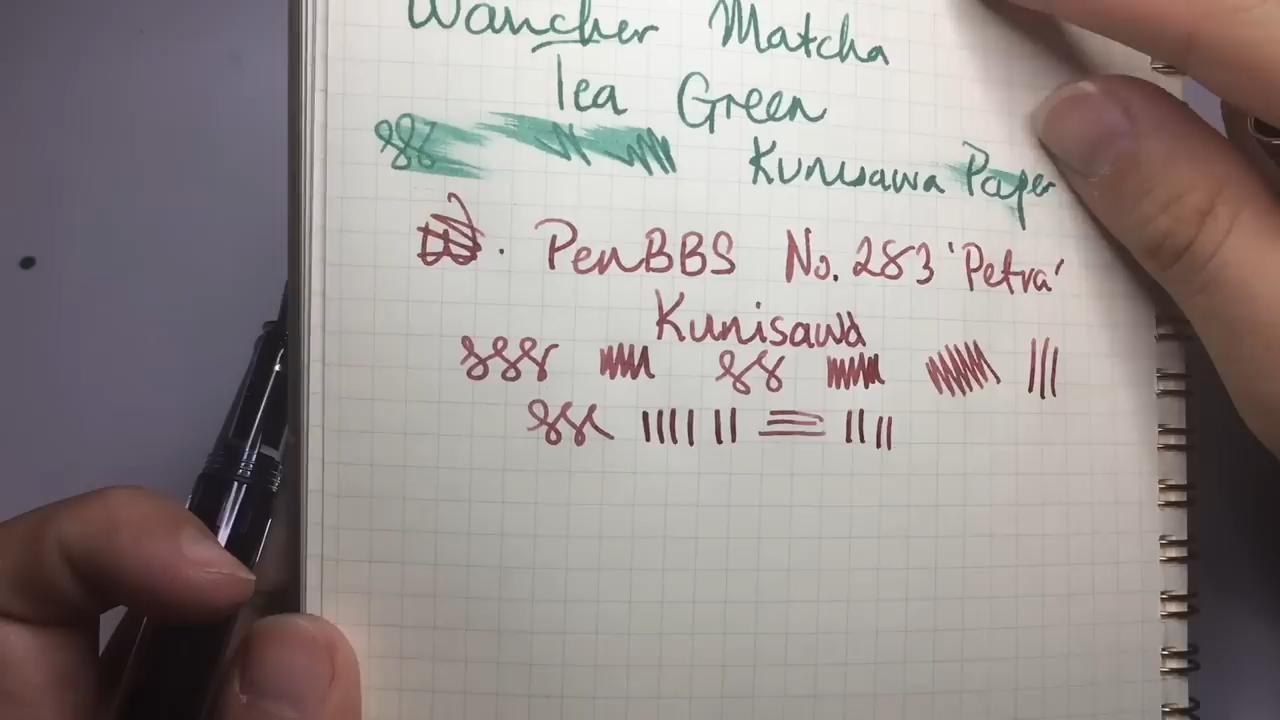 Wancher Matcha
Tea Green
Kunisawa Paper
PenBBS No. 283 'Petra'
Kunisawa